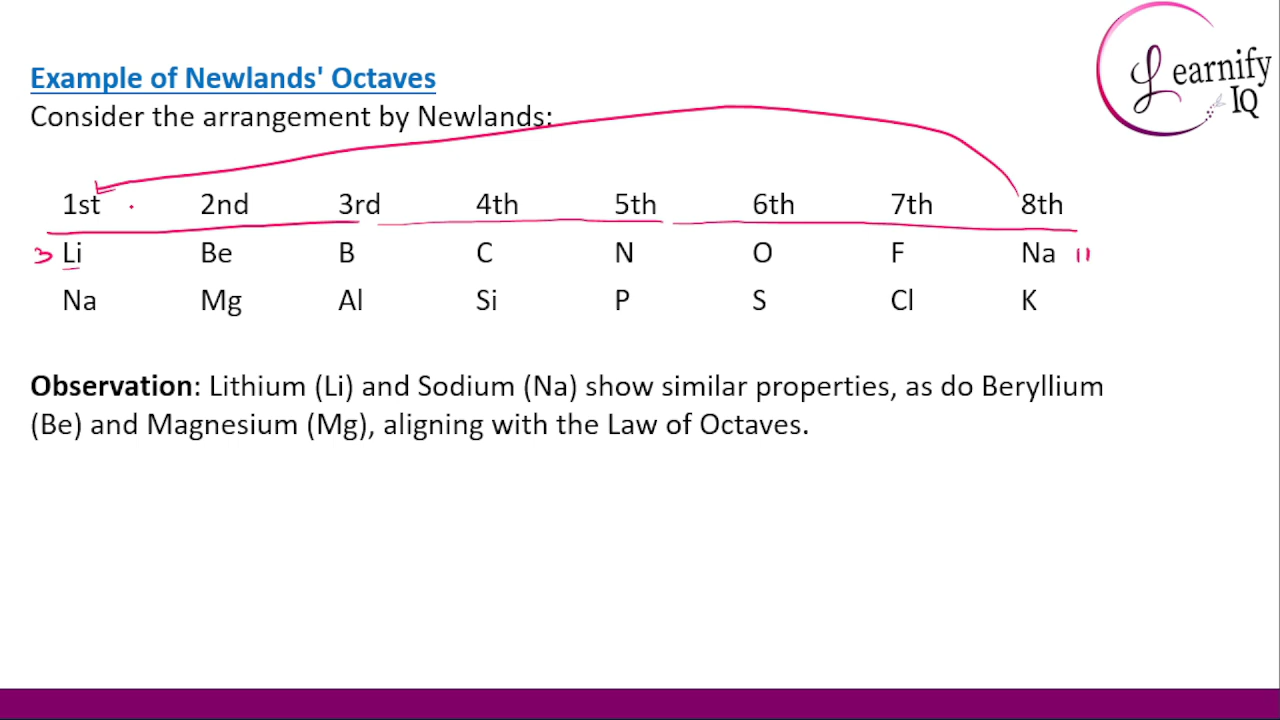 Learnify
IQ
Example of Newlands' Octaves
Consider the arrangement by Newlands:
1st 2nd 3rd 4th 5th 6th 7th 8th
3 Li Be B C N O F Na 11
Na Mg Al Si P S Cl K
Observation: Lithium (Li) and Sodium (Na) show similar properties, as do Beryllium
(Be) and Magnesium (Mg), aligning with the Law of Octaves.